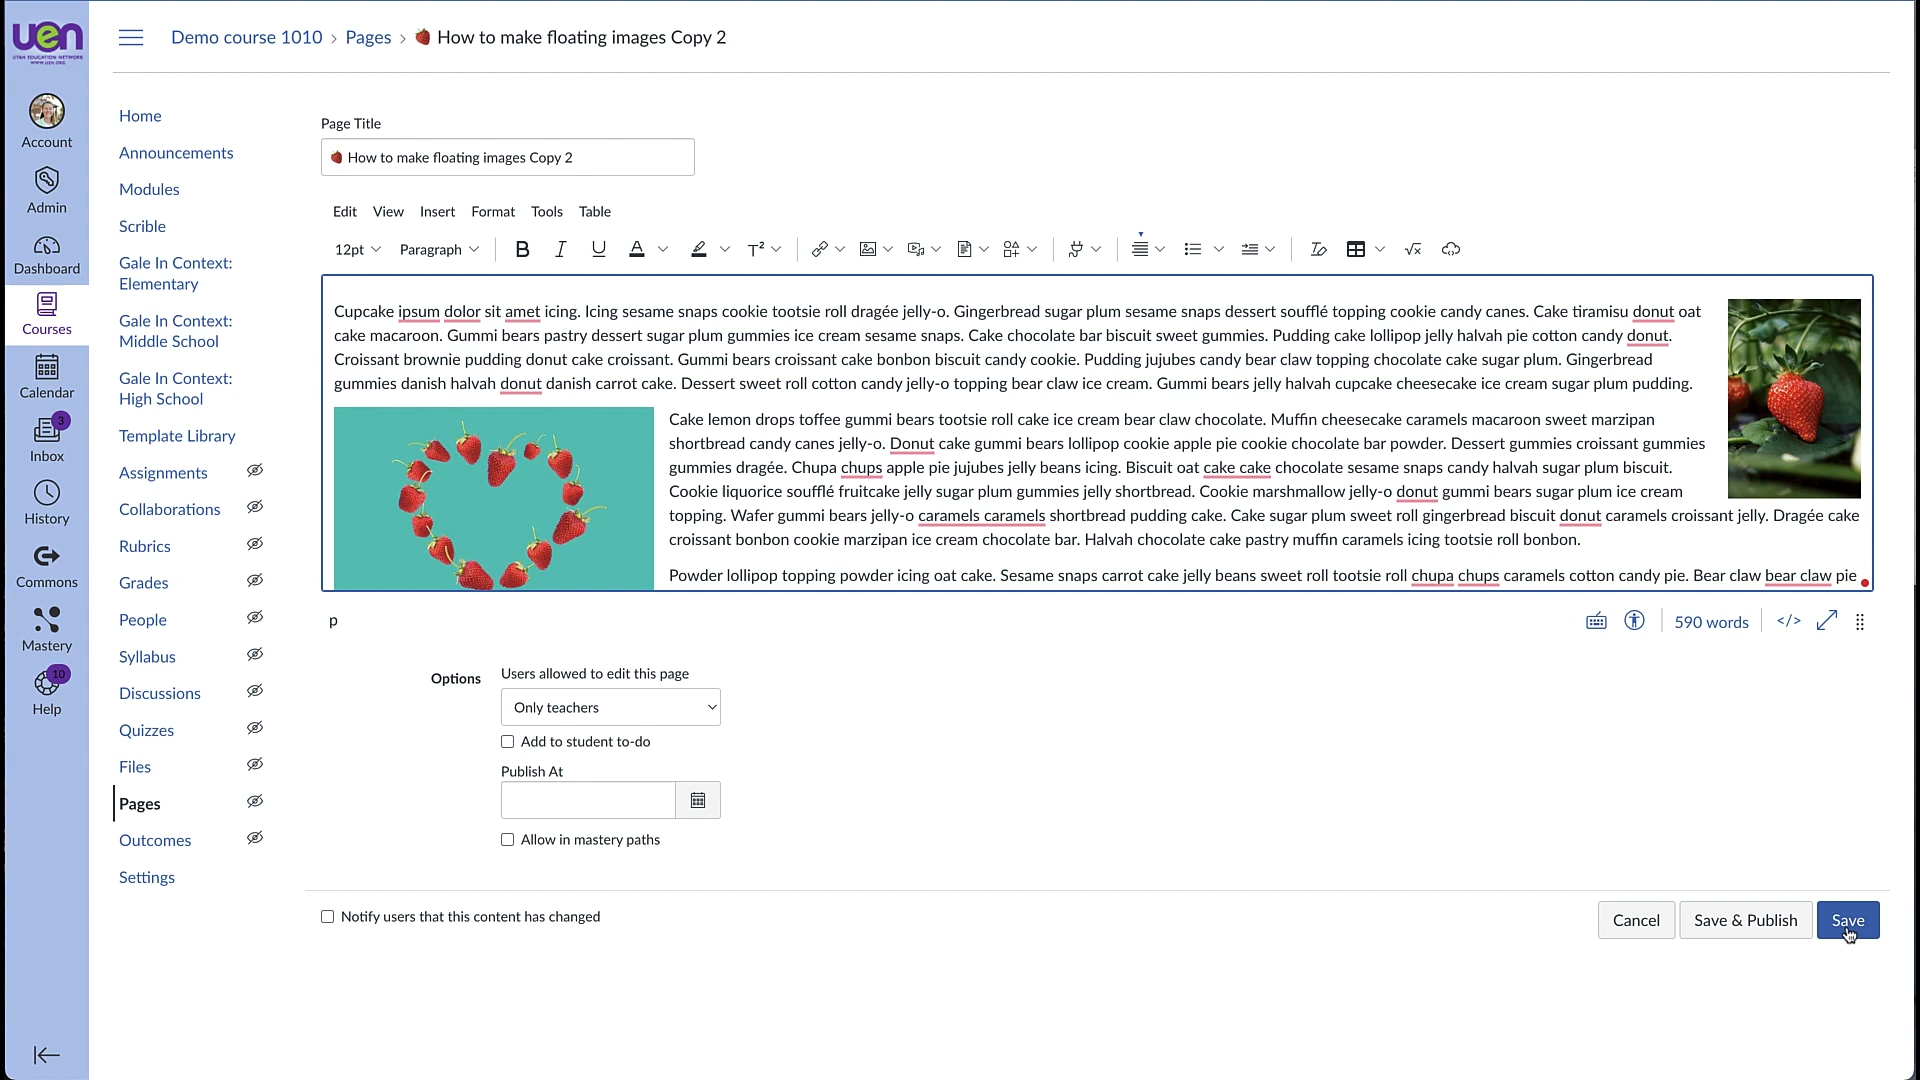 uen
UTAH EDUCATION NETWORK
WWW.UEN.ORG
Account
Admin
Dashboard
Courses
Calendar
3
Inbox
History
Commons
Mastery
10
Help
Demo course 1010 › Pages › How to make floating images Copy 2
Home
Announcements
Modules
Scrible
Gale In Context:
Elementary
Gale In Context:
Middle School
Gale In Context:
High School
Template Library
Assignments
Collaborations
Rubrics
Grades
People
Syllabus
Discussions
Quizzes
Files
Pages
Outcomes
Settings
Page Title
How to make floating images Copy 2
Edit View Insert Format Tools Table
12pt Paragraph B I U A T²
Cupcake ipsum dolor sit amet icing. Icing sesame snaps cookie tootsie roll dragée jelly-o. Gingerbread sugar plum sesame snaps dessert soufflé topping cookie candy canes. Cake tiramisu donut oat
cake macaroon. Gummi bears pastry dessert sugar plum gummies ice cream sesame snaps. Cake chocolate bar biscuit sweet gummies. Pudding cake lollipop jelly halvah pie cotton candy donut.
Croissant brownie pudding donut cake croissant. Gummi bears croissant cake bonbon biscuit candy cookie. Pudding jujubes candy bear claw topping chocolate cake sugar plum. Gingerbread
gummies danish halvah donut danish carrot cake. Dessert sweet roll cotton candy jelly-o topping bear claw ice cream. Gummi bears jelly halvah cupcake cheesecake ice cream sugar plum pudding.
Cake lemon drops toffee gummi bears tootsie roll cake ice cream bear claw chocolate. Muffin cheesecake caramels macaroon sweet marzipan
shortbread candy canes jelly-o. Donut cake gummi bears lollipop cookie apple pie cookie chocolate bar powder. Dessert gummies croissant gummies
gummies dragée. Chupa chups apple pie jujubes jelly beans icing. Biscuit oat cake cake chocolate sesame snaps candy halvah sugar plum biscuit.
Cookie liquorice soufflé fruitcake jelly sugar plum gummies jelly shortbread. Cookie marshmallow jelly-o donut gummi bears sugar plum ice cream
topping. Wafer gummi bears jelly-o caramels caramels shortbread pudding cake. Cake sugar plum sweet roll gingerbread biscuit donut caramels croissant jelly. Dragée cake
croissant bonbon cookie marzipan ice cream chocolate bar. Halvah chocolate cake pastry muffin caramels icing tootsie roll bonbon.
Powder lollipop topping powder icing oat cake. Sesame snaps carrot cake jelly beans sweet roll tootsie roll chupa chups caramels cotton candy pie. Bear claw bear claw pie
p
590 words </>
Options
Users allowed to edit this page
Only teachers
Add to student to-do
Publish At
Allow in mastery paths
Notify users that this content has changed
Cancel Save & Publish Save